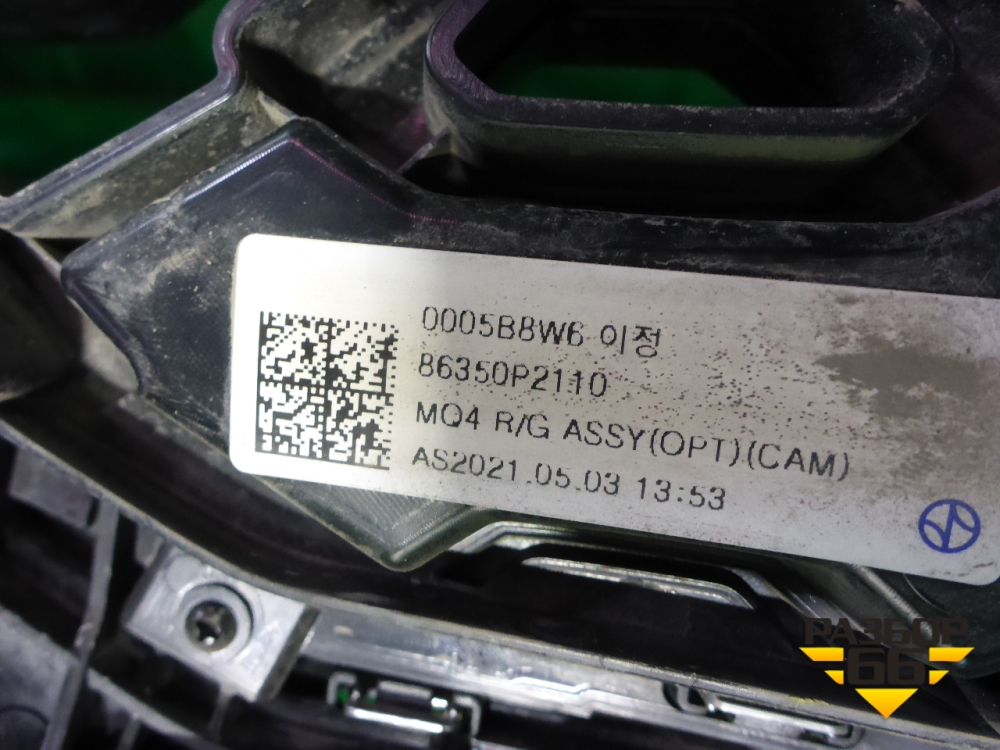 0005B8W6 이정
86350P2110
MQ4 R/G ASSY(OPT)(CAM)
AS2021.05.03 13:53
РАЗБОР
66